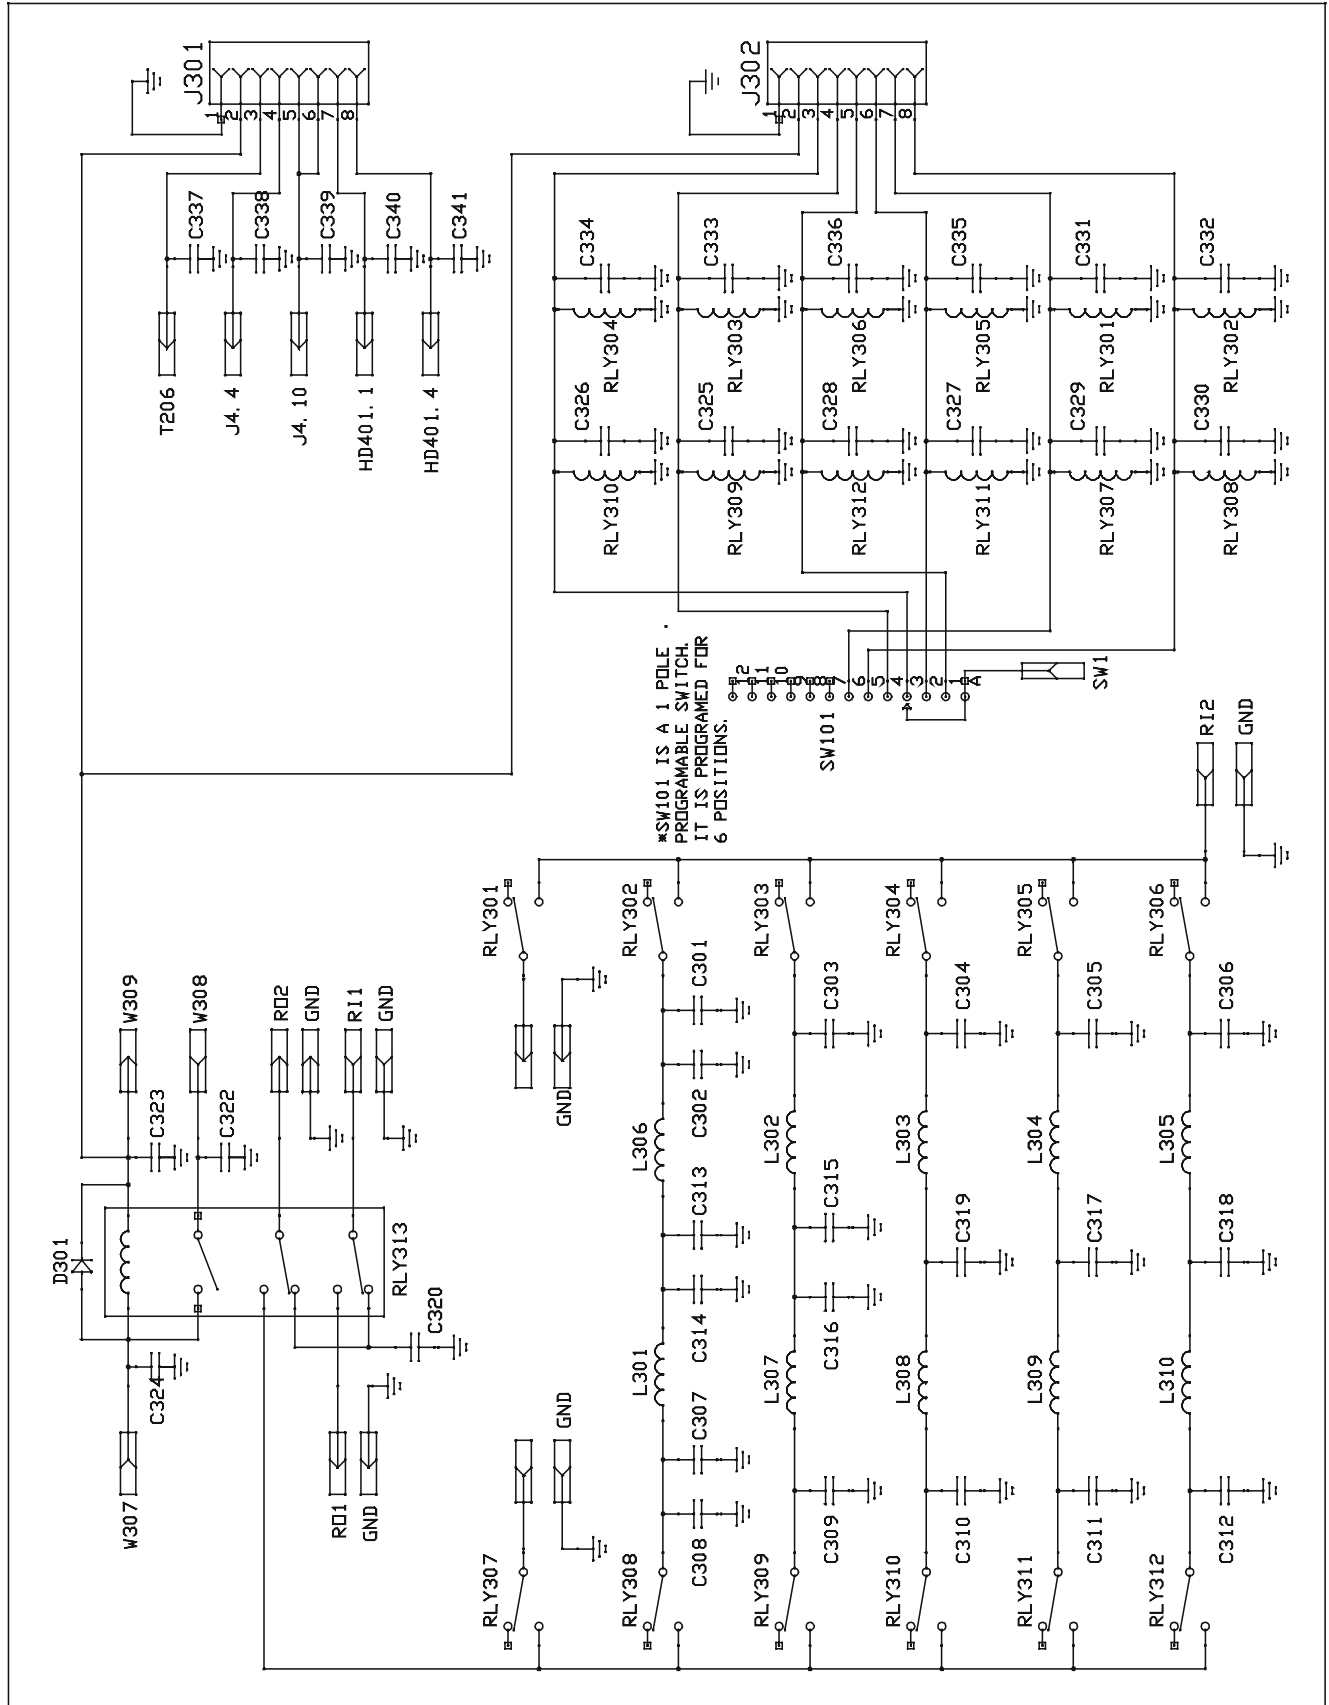 J301
1
2
3
4
5
6
7
8
J302
1
2
3
4
5
6
7
8
C337
C338
C339
C340
C341
T206
J4. 4
J4. 10
HD401. 1
HD401. 4
C334
C333
C336
C335
C331
C332
RLY304
RLY303
RLY306
RLY305
RLY301
RLY302
C326
C325
C328
C327
C329
C330
RLY310
RLY309
RLY312
RLY311
RLY307
RLY308
*SW101 IS A 1 POLE
PROGRAMABLE SWITCH.
IT IS PROGRAMED FOR
6 POSITIONS.
12
11
10
9
8
7
6
5
4
3
2
1
A
A
SW101
SW1
RI2
GND
RLY301
RLY302
RLY303
RLY304
RLY305
RLY306
W309
W308
RO2
GND
RI1
GND
C323
C322
D301
RLY313
C320
C324
W307
RO1
GND
GND
C301
C302
C303
C304
C305
C306
L306
L302
L303
L304
L305
C313
C315
C319
C317
C318
C314
C316
L301
L307
L308
L309
L310
GND
C307
C308
C309
C310
C311
C312
RLY307
RLY308
RLY309
RLY310
RLY311
RLY312